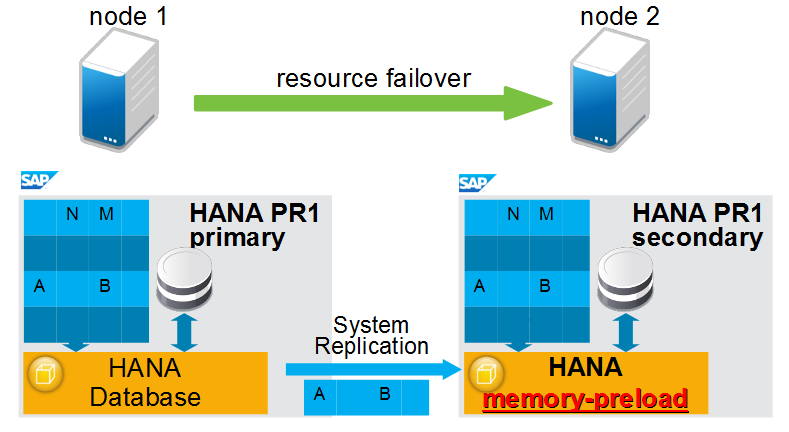 node 1
node 2
resource failover
SAP
SAP
N M
HANA PR1
primary
A B
HANA
Database
System
Replication
A B
N M
HANA PR1
secondary
A B
HANA
memory-preload